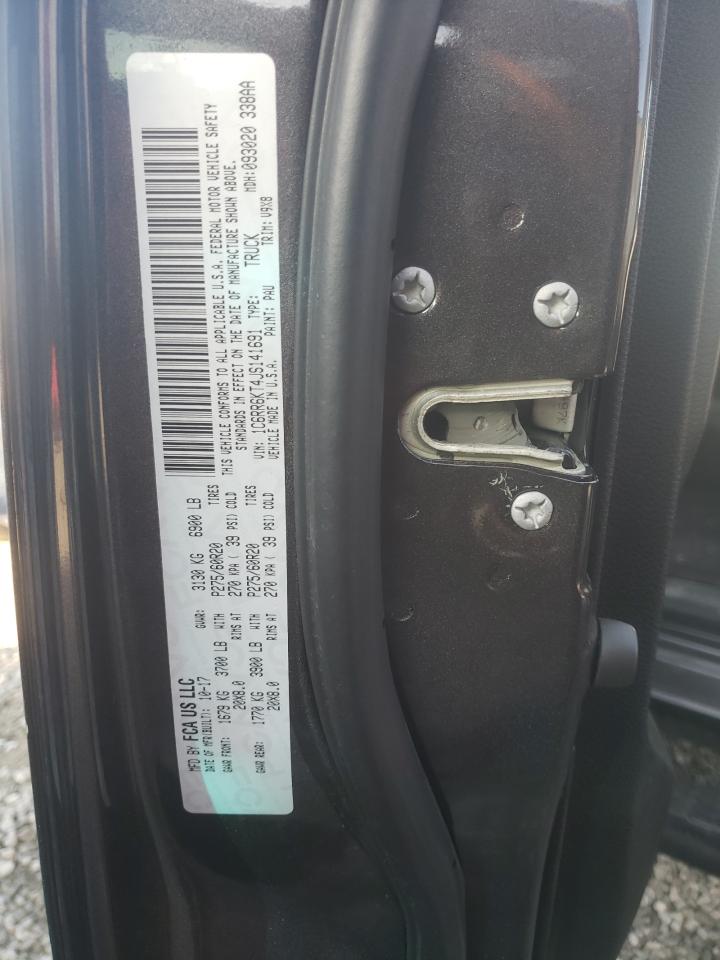 MFD BY FCA US LLC
DATE OF MFR(BUILT): 10-17 GVWR: 3130 KG 6900 LB
GAWR FRONT: 1679 KG 3700 LB WITH P275/60R20 TIRES
20X8.0 RIMS AT 270 KPA ( 39 PSI) COLD
GAWR REAR: 1770 KG 3900 LB WITH P275/60R20 TIRES
20X8.0 RIMS AT 270 KPA ( 39 PSI) COLD
THIS VEHICLE CONFORMS TO ALL APPLICABLE U.S.A. FEDERAL MOTOR VEHICLE SAFETY
STANDARDS IN EFFECT ON THE DATE OF MANUFACTURE SHOWN ABOVE.
VIN: 1C6RR6KT4JS141691 TYPE: TRUCK MDH:093020 338AA
VEHICLE MADE IN U.S.A. PAINT: PAU TRIM: V9X8